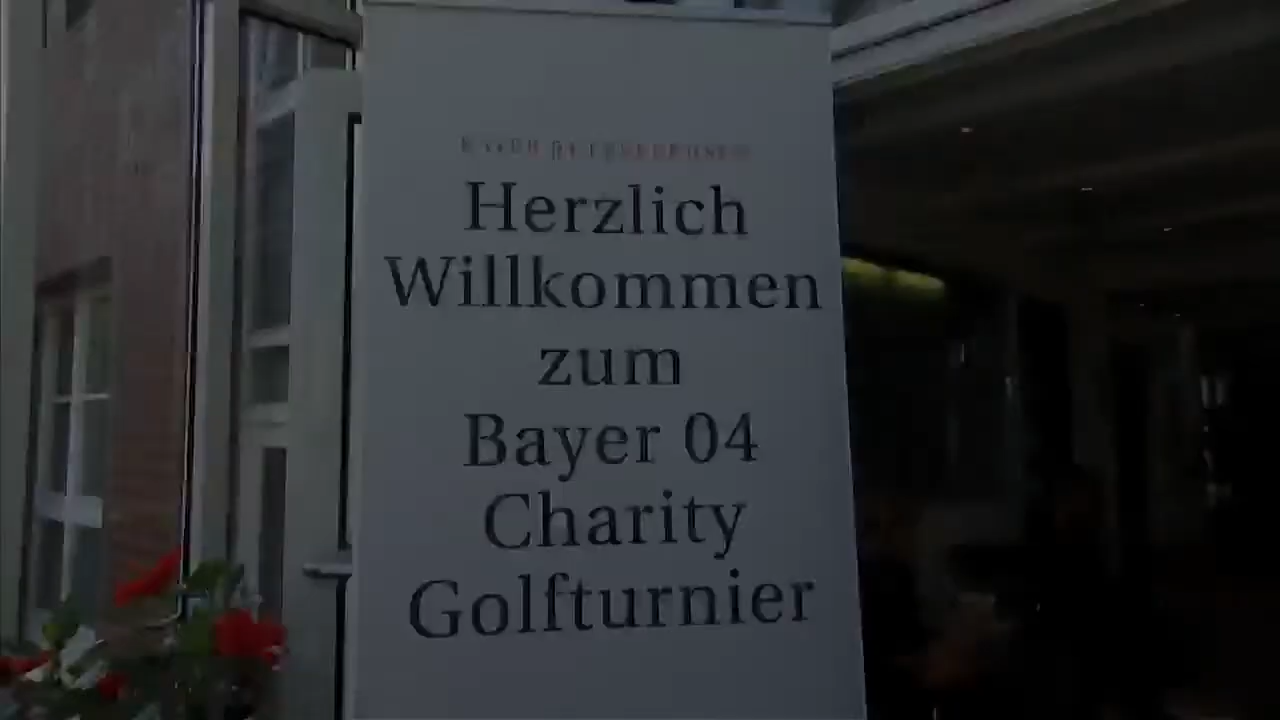 Herzlich
Willkommen
zum
Bayer 04
Charity
Golfturnier